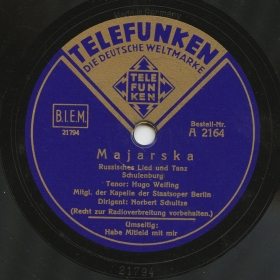 TELEFUNKEN
DIE DEUTSCHE WELTMARKE
TELE
FUN
KEN
B.I.E.M.
21794
Bestell-Nr.
A 2164
Majarska
Russisches Lied und Tanz
Schulenburg
Tenor: Hugo Welfing
Mitgl. der Kapelle der Staatsoper Berlin
Dirigent: Norbert Schultze
(Recht zur Radioverbreitung vorbehalten.)
Umseitig:
Habe Mitleid mit mir
21794